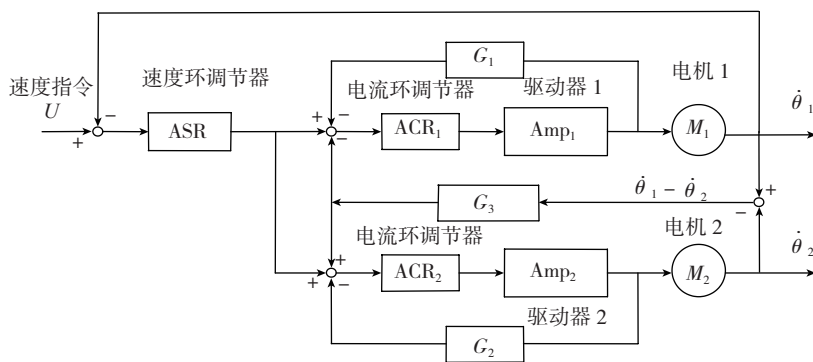 G₁
速度环调节器
电流环调节器
驱动器 1
电机 1
速度指令
U
θ̇₁
ASR
ACR₁
Amp₁
M₁
+
−
+
−
−
G₃
θ̇₁ − θ̇₂
+
−
电流环调节器
电机 2
+
+
−
ACR₂
Amp₂
M₂
θ̇₂
驱动器 2
G₂